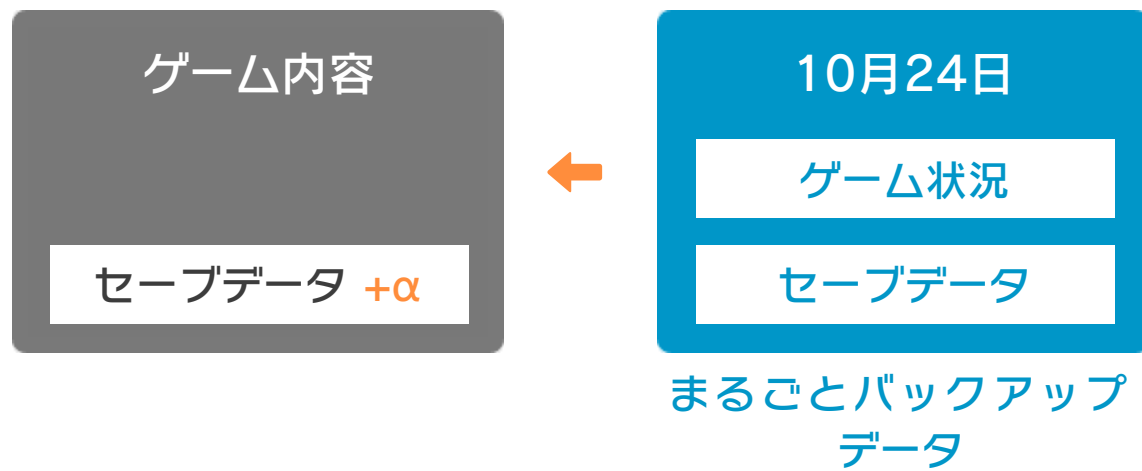 ゲーム内容
セーブデータ +α
10月24日
ゲーム状況
セーブデータ
まるごとバックアップ
データ